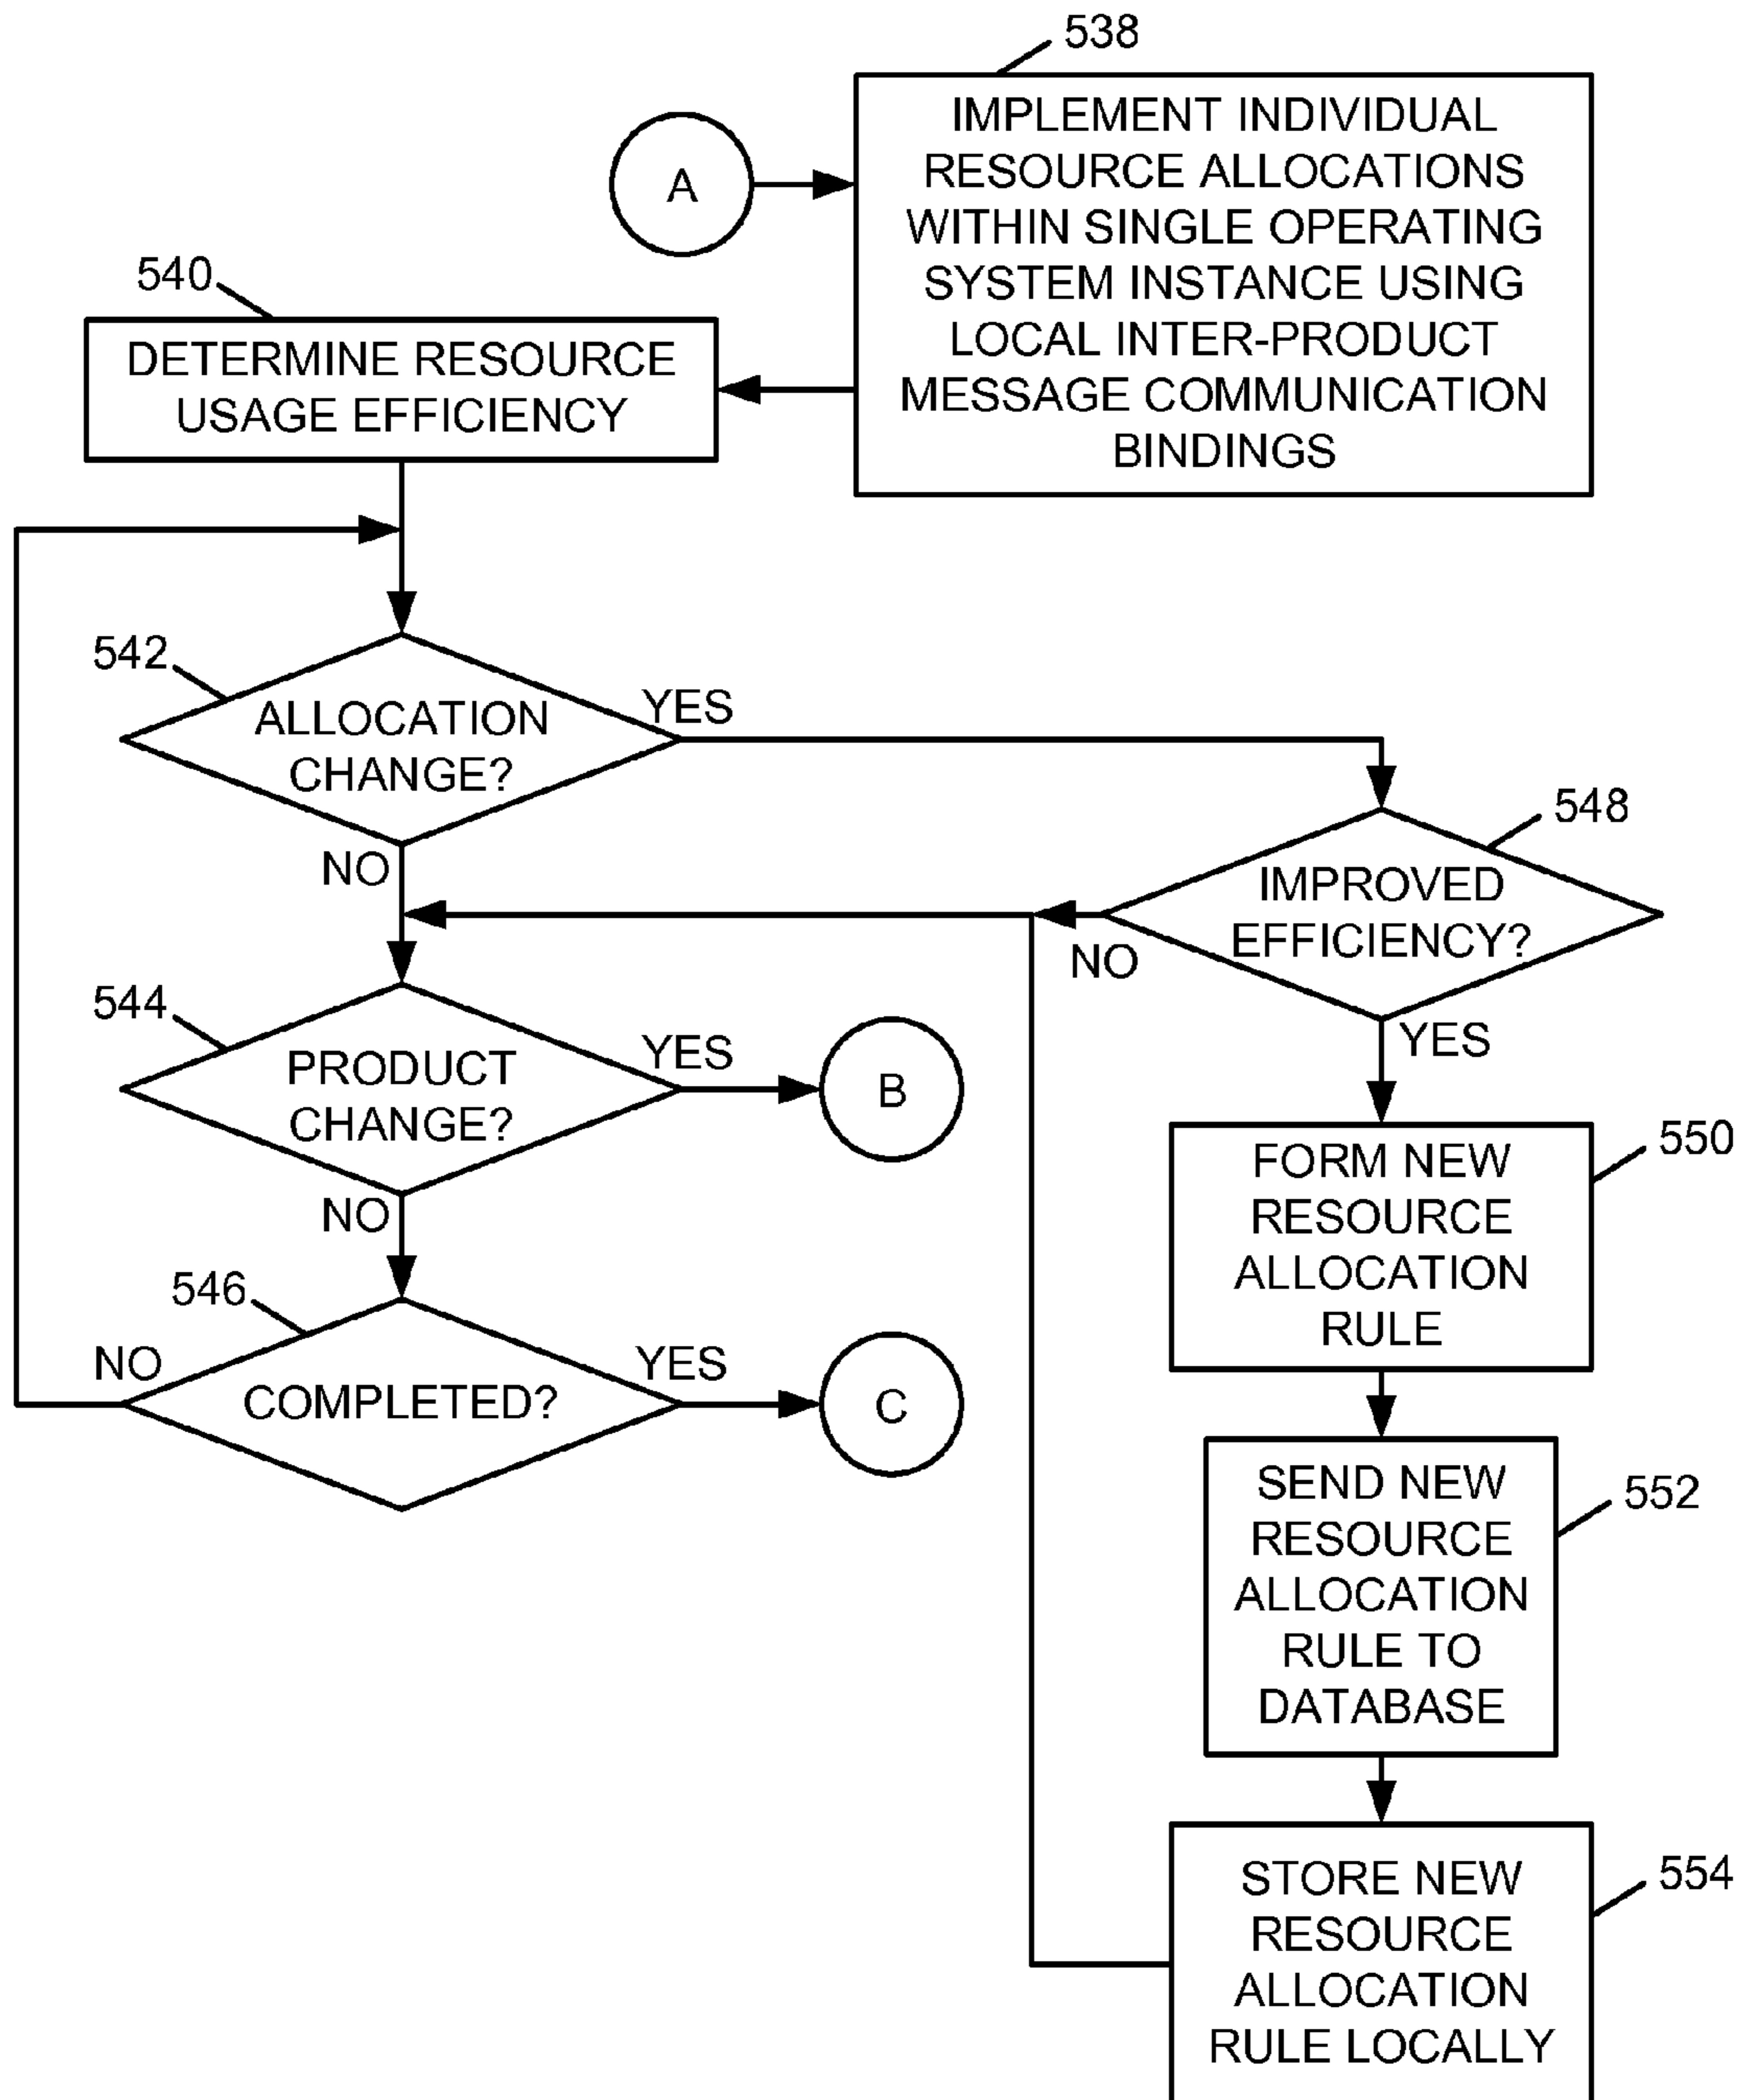 538
A
IMPLEMENT INDIVIDUAL
RESOURCE ALLOCATIONS
WITHIN SINGLE OPERATING
SYSTEM INSTANCE USING
LOCAL INTER-PRODUCT
MESSAGE COMMUNICATION
BINDINGS
540
DETERMINE RESOURCE
USAGE EFFICIENCY
542
ALLOCATION
CHANGE?
YES
NO
548
IMPROVED
EFFICIENCY?
NO
YES
544
PRODUCT
CHANGE?
YES
B
NO
550
FORM NEW
RESOURCE
ALLOCATION
RULE
546
COMPLETED?
NO
YES
C
552
SEND NEW
RESOURCE
ALLOCATION
RULE TO
DATABASE
554
STORE NEW
RESOURCE
ALLOCATION
RULE LOCALLY